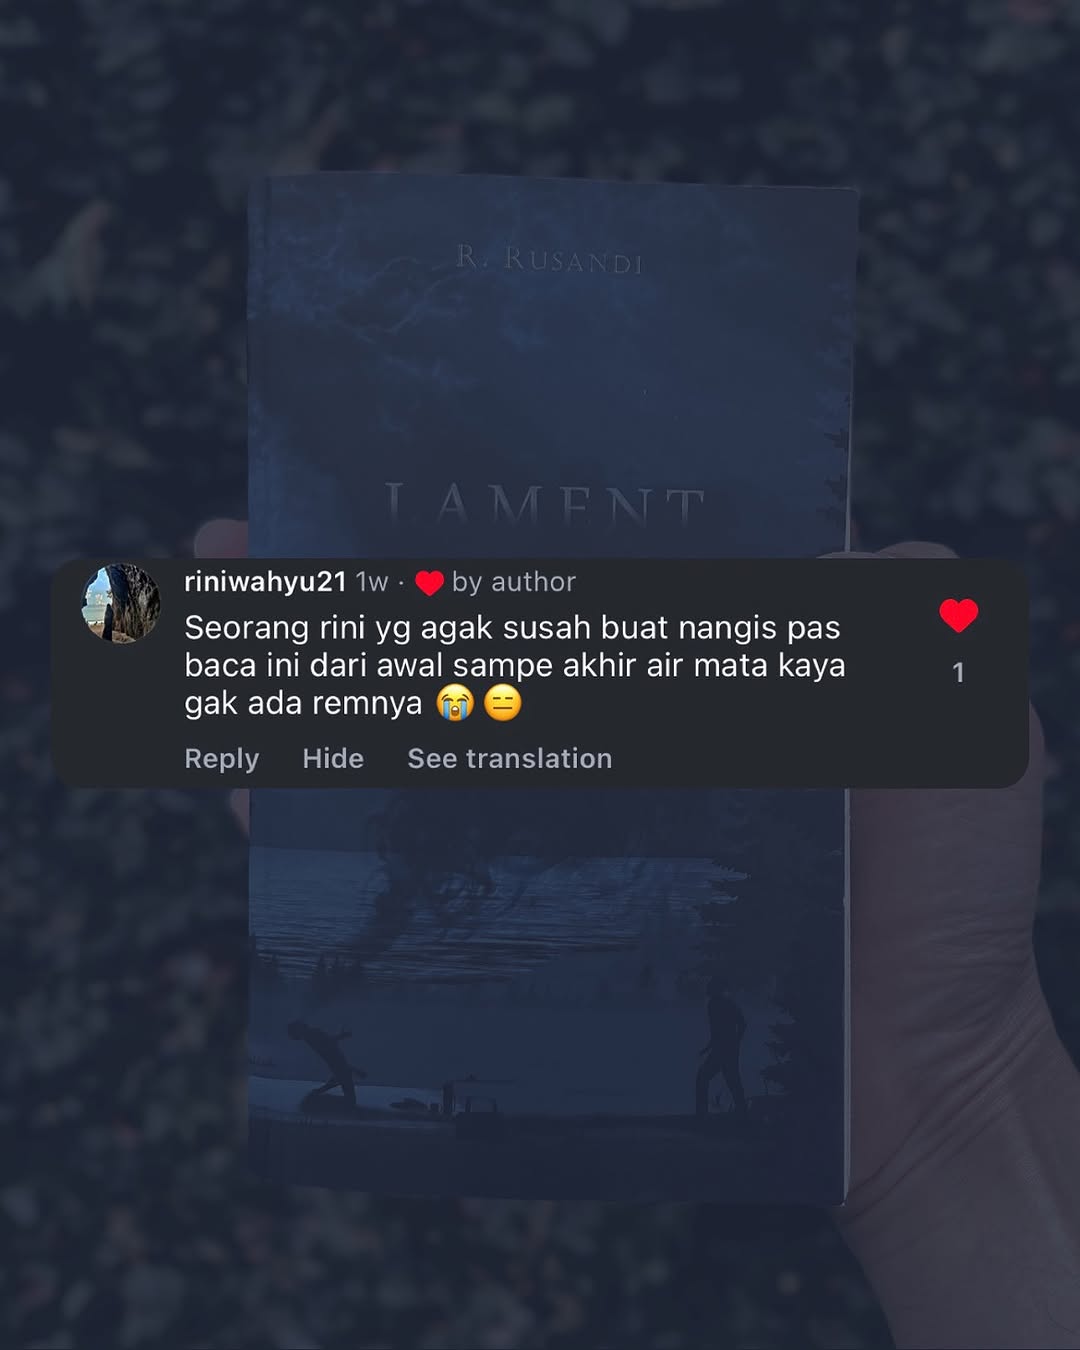 R. RUSANDI
LAMENT
riniwahyu21 1w · ❤️ by author
Seorang rini yg agak susah buat nangis pas
baca ini dari awal sampe akhir air mata kaya
gak ada remnya 😭😑
1
Reply Hide See translation